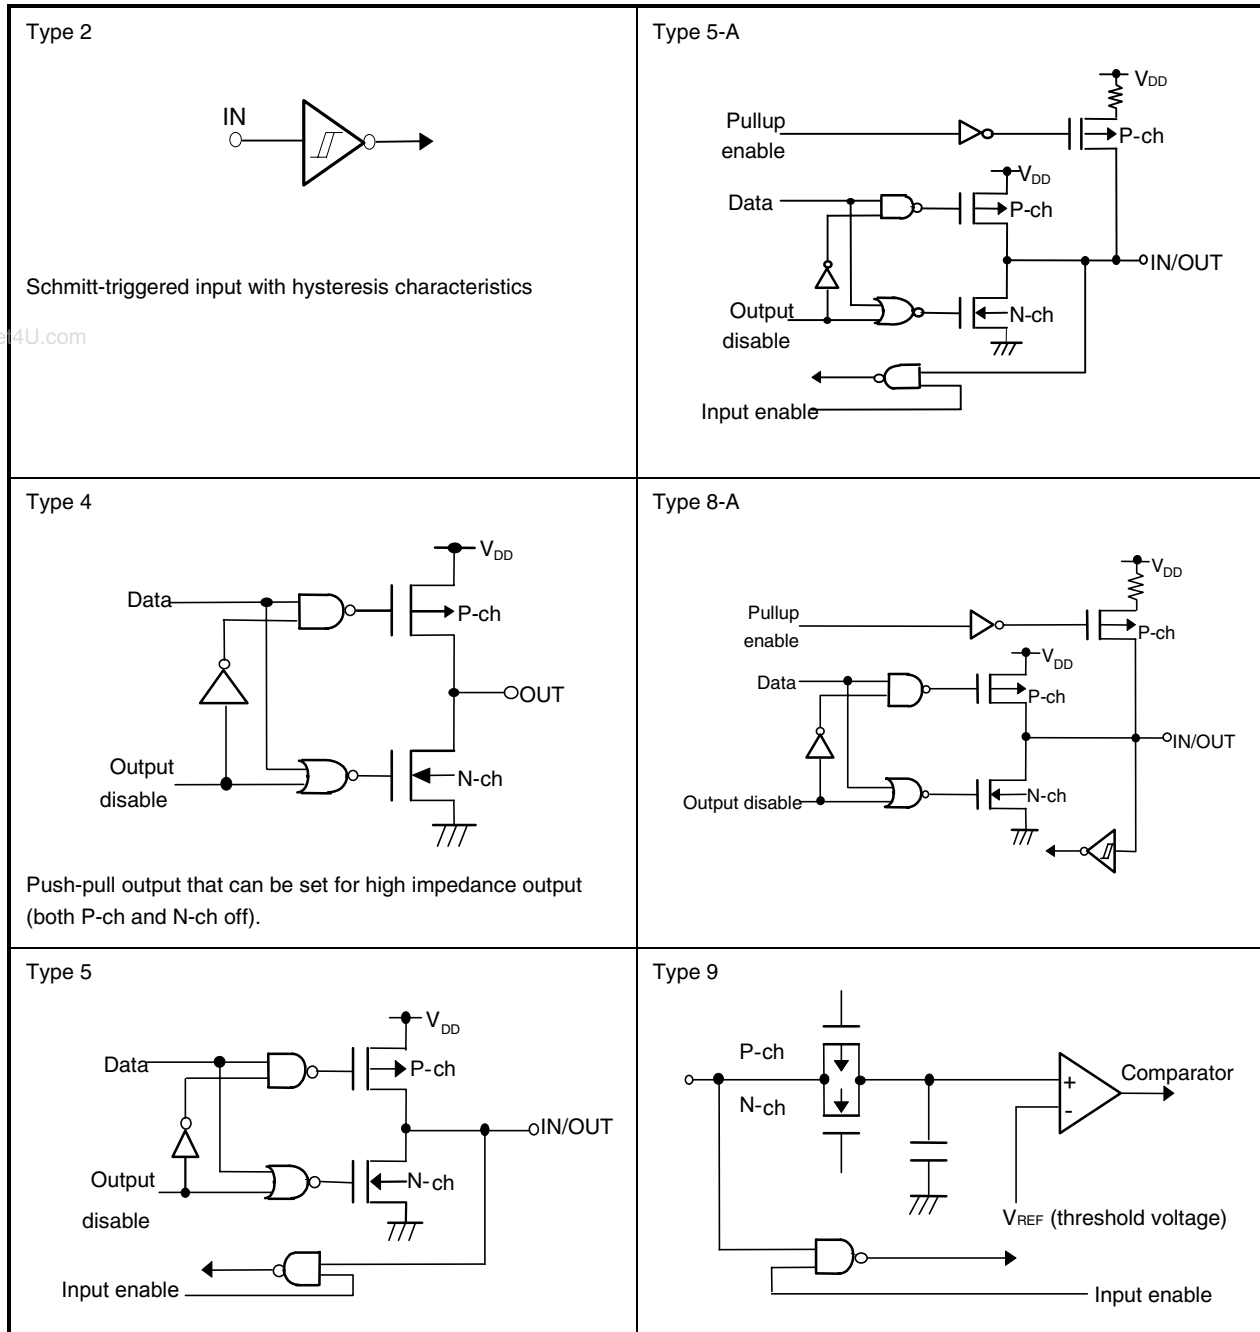 Type 2
IN
Schmitt-triggered input with hysteresis characteristics
et4U.com
Type 5-A
VDD
Pullup
enable
P-ch
VDD
Data
P-ch
IN/OUT
Output
disable
N-ch
Input enable
Type 4
VDD
Data
P-ch
OUT
Output
disable
N-ch
Push-pull output that can be set for high impedance output
(both P-ch and N-ch off).
Type 8-A
VDD
Pullup
enable
P-ch
VDD
Data
P-ch
IN/OUT
Output disable
N-ch
Type 5
VDD
Data
P-ch
IN/OUT
Output
disable
N-ch
Input enable
Type 9
P-ch
N-ch
+
-
Comparator
VREF (threshold voltage)
Input enable